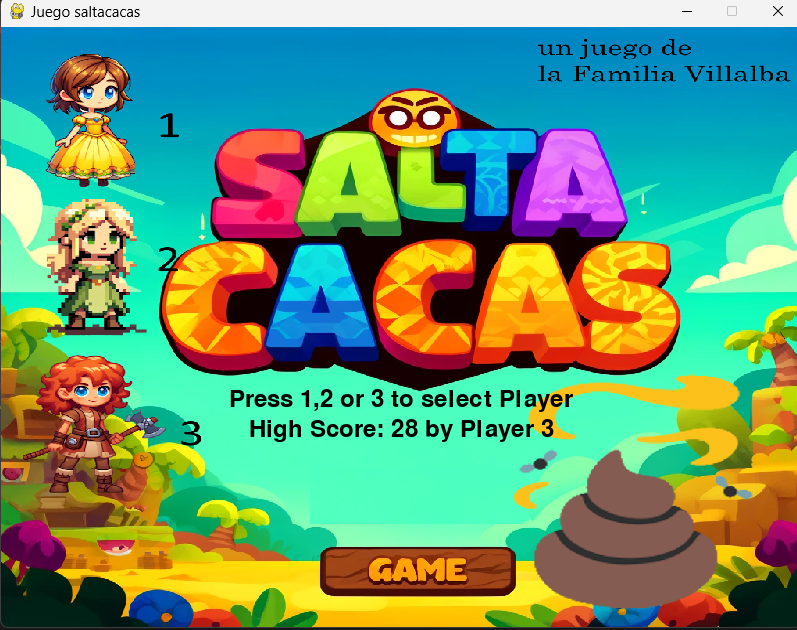 Juego saltacacas
un juego de
la Familia Villalba
1
SALTA
2
CACAS
Press 1,2 or 3 to select Player
High Score: 28 by Player 3
3
GAME